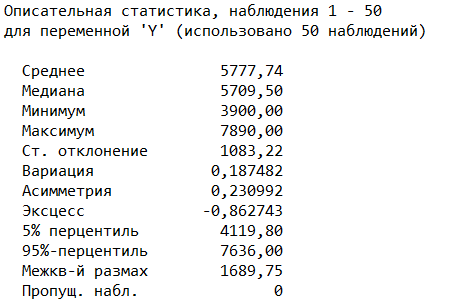 Описательная статистика, наблюдения 1 - 50
для переменной 'Y' (использовано 50 наблюдений)
Среднее 5777,74
Медиана 5709,50
Минимум 3900,00
Максимум 7890,00
Ст. отклонение 1083,22
Вариация 0,187482
Асимметрия 0,230992
Эксцесс -0,862743
5% перцентиль 4119,80
95%-перцентиль 7636,00
Межкв-й размах 1689,75
Пропущ. набл. 0